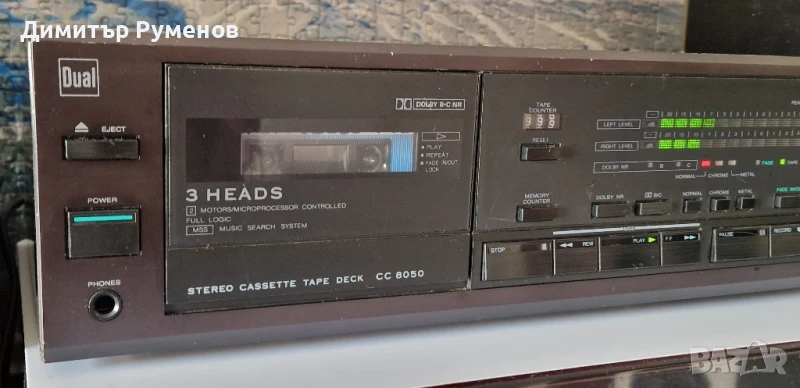 Димитър Руменов
Dual
DOLBY B-C NR
EJECT
PLAY
REPEAT
FADE IN/OUT
LOCK
3 HEADS
2 MOTORS/MICROPROCESSOR CONTROLLED
FULL LOGIC
MSS MUSIC SEARCH SYSTEM
POWER
PHONES
STEREO CASSETTE TAPE DECK CC 8050
TAPE
COUNTER
999
RESET
MEMORY
COUNTER
LEFT LEVEL
RIGHT LEVEL
DOLBY NR B C
FADE TAPE
NORMAL CHROME METAL
DOLBY NR
B/C
NORMAL
CHROME
METAL
STOP
REW
PLAY
F.F
PAUSE
RECORD
BAZAR